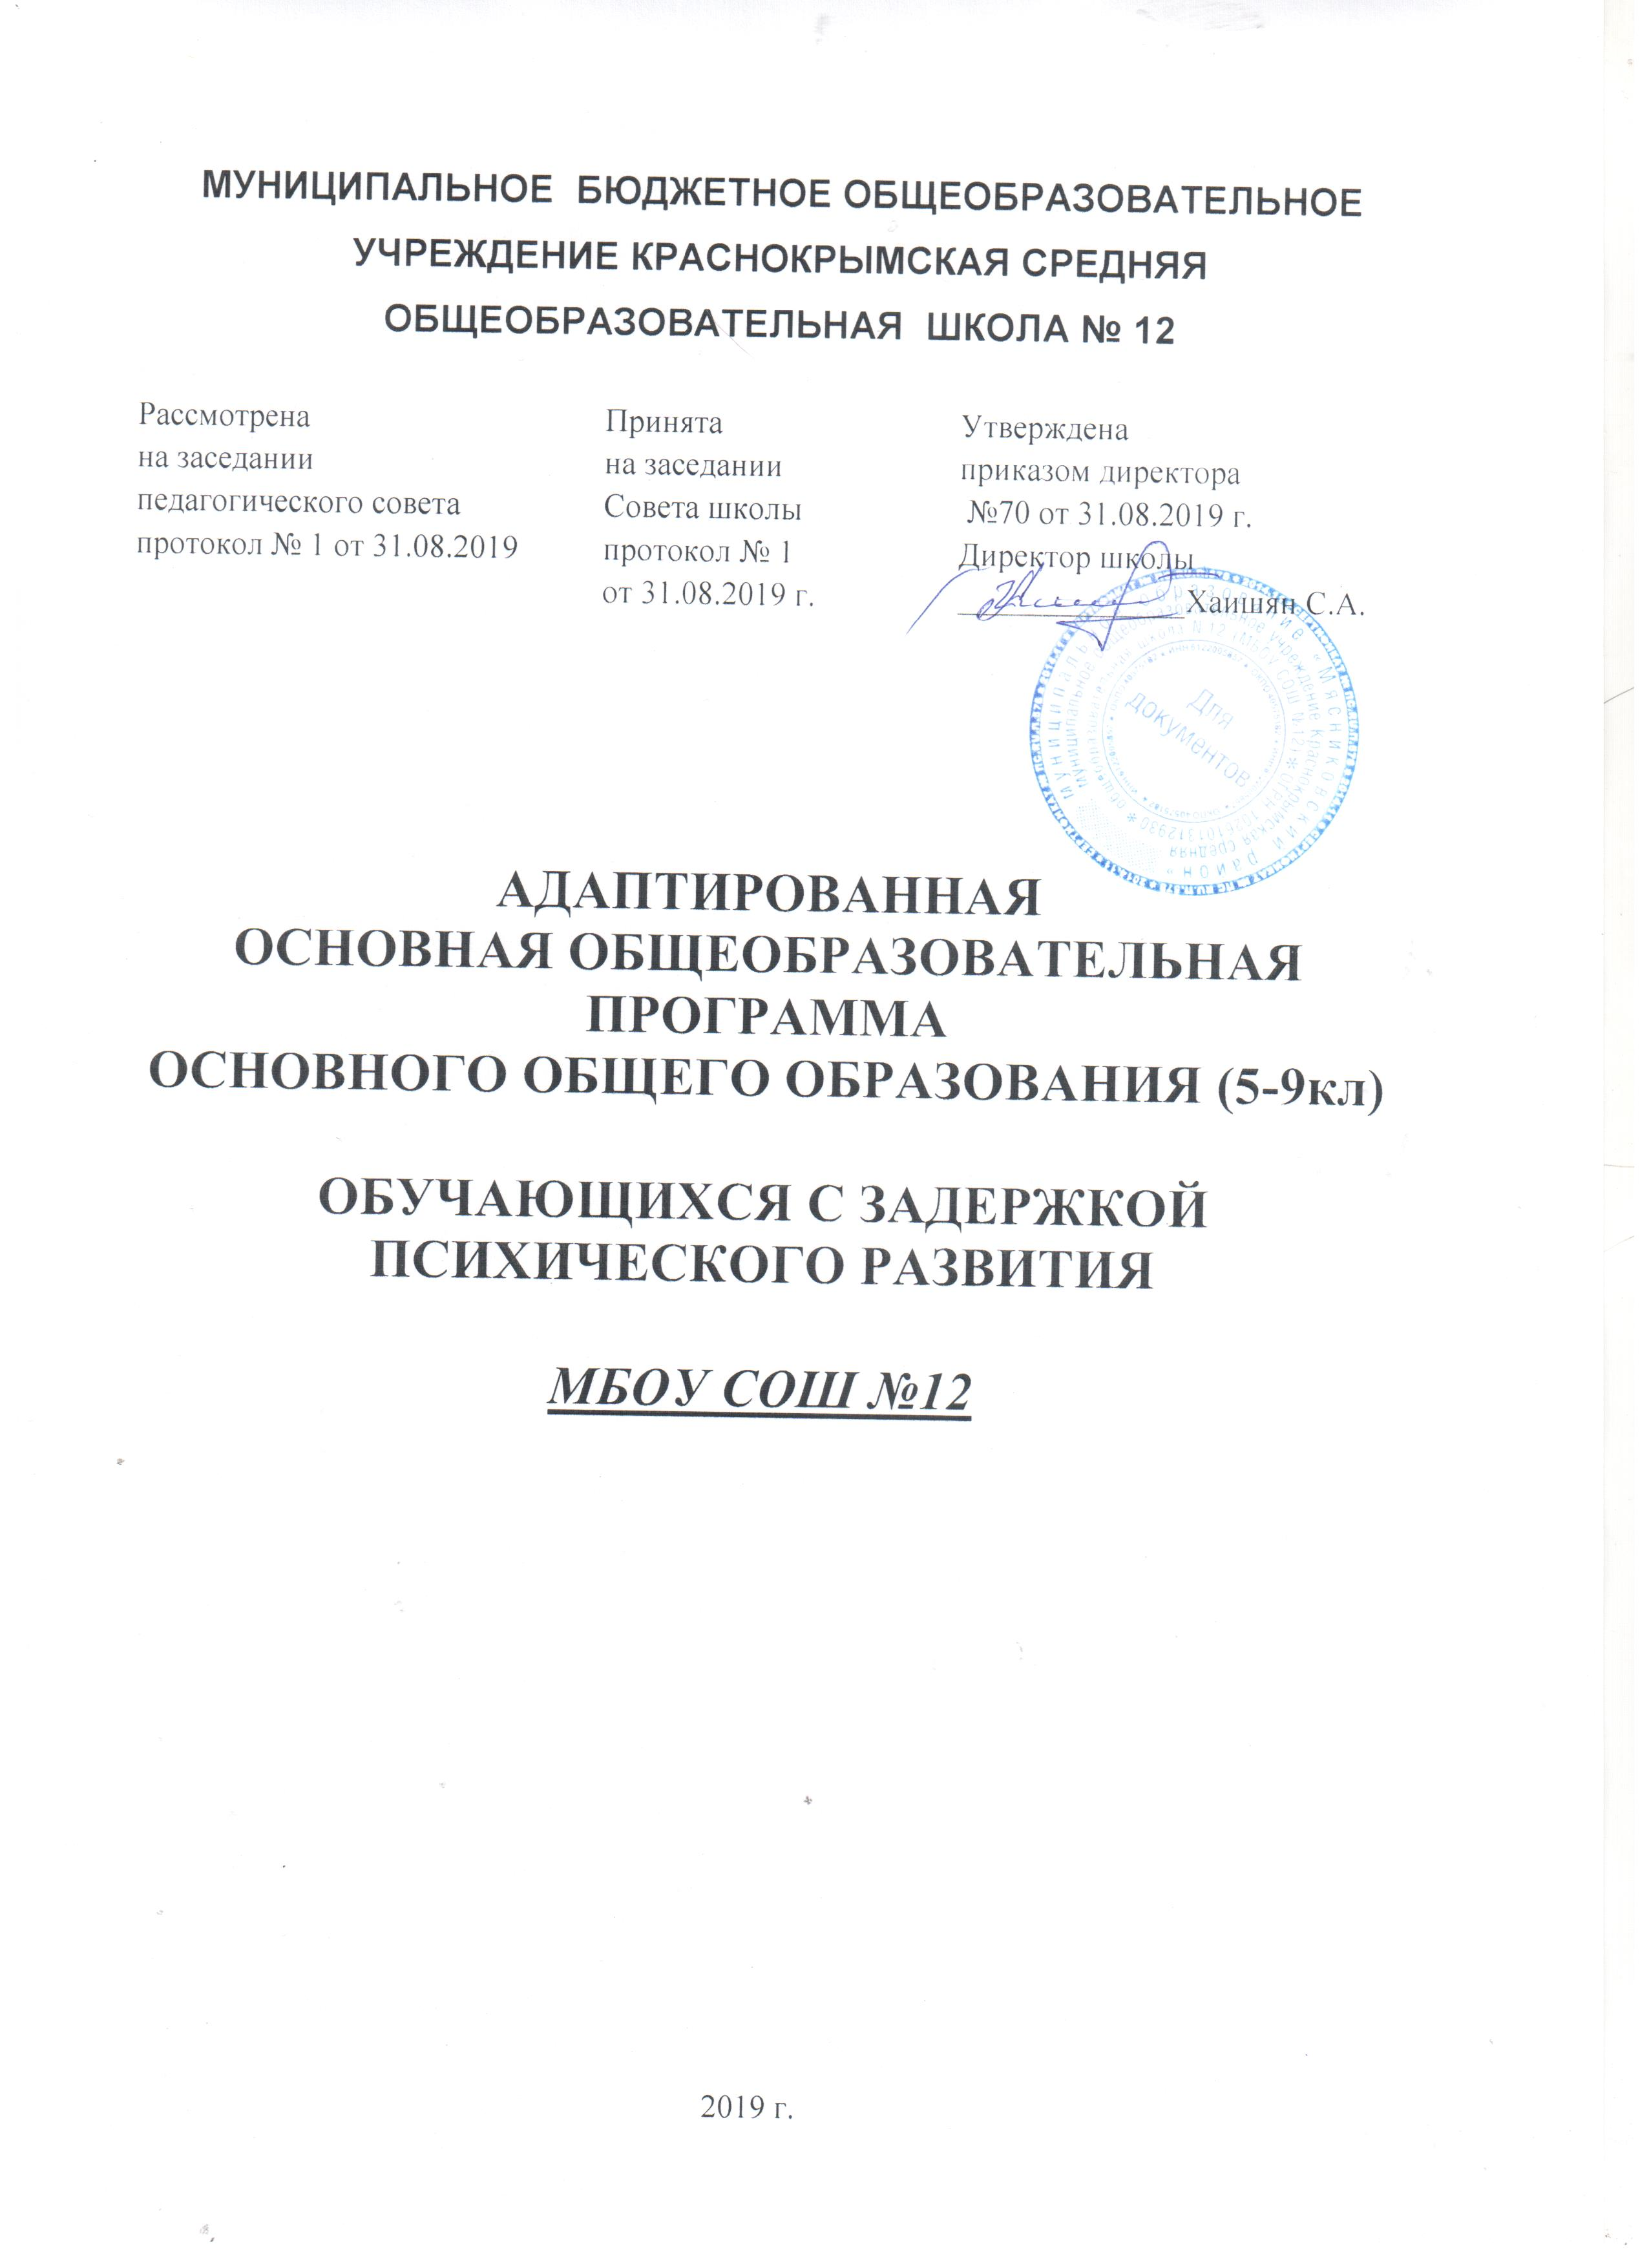 МУНИЦИПАЛЬНОЕ БЮДЖЕТНОЕ ОБЩЕОБРАЗОВАТЕЛЬНОЕ
УЧРЕЖДЕНИЕ КРАСНОКРЫМСКАЯ СРЕДНЯЯ
ОБЩЕОБРАЗОВАТЕЛЬНАЯ ШКОЛА № 12
Рассмотрена
на заседании
педагогического совета
протокол № 1 от 31.08.2019
Принята
на заседании
Совета школы
протокол № 1
от 31.08.2019 г.
Утверждена
приказом директора
№70 от 31.08.2019 г.
Директор школы
Хаишян С.А.
Для
документов
АДАПТИРОВАННАЯ
ОСНОВНАЯ ОБЩЕОБРАЗОВАТЕЛЬНАЯ
ПРОГРАММА
ОСНОВНОГО ОБЩЕГО ОБРАЗОВАНИЯ (5-9кл)
ОБУЧАЮЩИХСЯ С ЗАДЕРЖКОЙ
ПСИХИЧЕСКОГО РАЗВИТИЯ
МБОУ СОШ №12
2019 г.